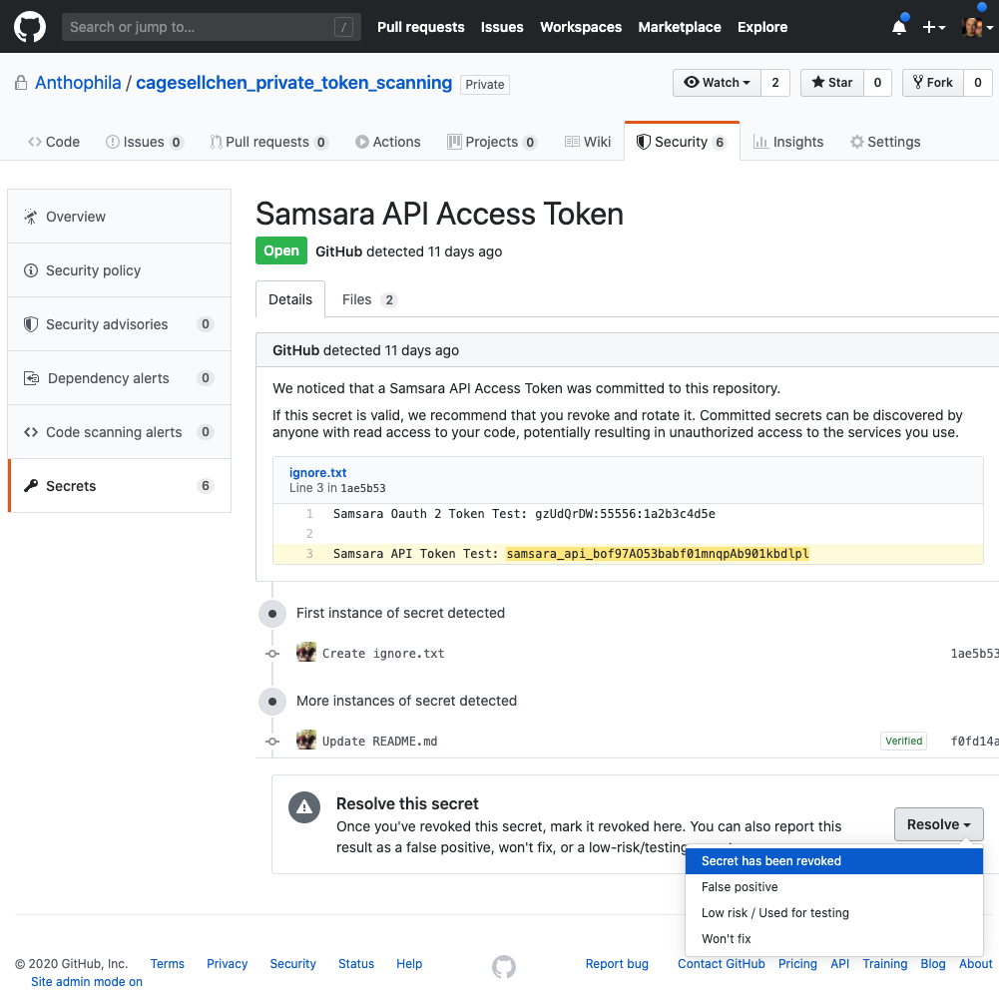 Search or jump to...
/
Pull requests Issues Workspaces Marketplace Explore
Anthophila / cagesellchen_private_token_scanning Private
Watch 2 Star 0 Fork 0
Code Issues 0 Pull requests 0 Actions Projects 0 Wiki Security 6 Insights Settings
Overview
Security policy
Security advisories 0
Dependency alerts 0
Code scanning alerts 0
Secrets 6
Samsara API Access Token
Open GitHub detected 11 days ago
Details Files 2
GitHub detected 11 days ago
We noticed that a Samsara API Access Token was committed to this repository.
If this secret is valid, we recommend that you revoke and rotate it. Committed secrets can be discovered by
anyone with read access to your code, potentially resulting in unauthorized access to the services you use.
ignore.txt
Line 3 in 1ae5b53
1 Samsara Oauth 2 Token Test: gzUdQrDW:55556:1a2b3c4d5e
2
3 Samsara API Token Test: samsara_api_bof97AO53babf01mnqpAb901kbdlpl
First instance of secret detected
Create ignore.txt 1ae5b53
More instances of secret detected
Update README.md Verified f0fd14a
Resolve this secret
Once you've revoked this secret, mark it revoked here. You can also report this
result as a false positive, won't fix, or a low-risk/testing
Resolve
Secret has been revoked
False positive
Low risk / Used for testing
Won't fix
© 2020 GitHub, Inc. Terms Privacy Security Status Help
Report bug Contact GitHub Pricing API Training Blog About
Site admin mode on